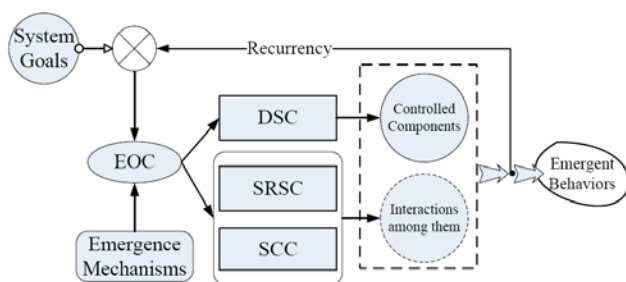 System
Goals
Recurrency
DSC
Controlled
Components
EOC
Emergent
Behaviors
SRSC
Interactions
among them
SCC
Emergence
Mechanisms